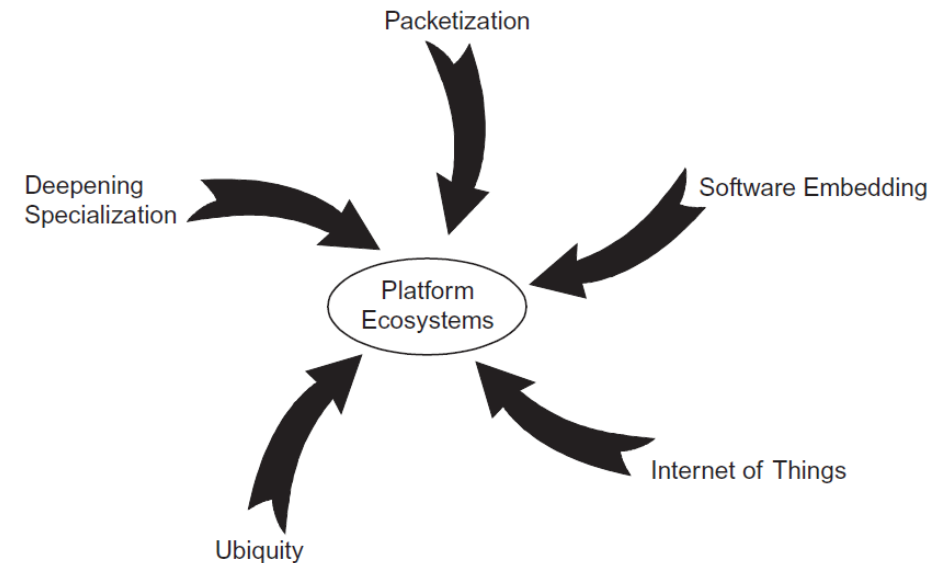 Packetization
Deepening
Specialization
Software Embedding
Platform
Ecosystems
Internet of Things
Ubiquity